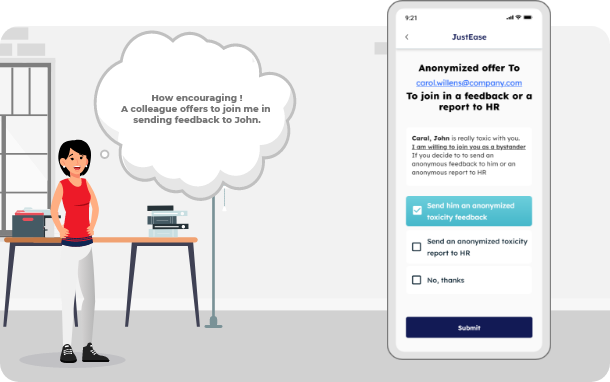 How encouraging !
A colleague offers to join me in
sending feedback to John.
9:21
JustEase
Anonymized offer To
carol.willens@company.com
To join in a feedback or a
report to HR
Caral, John is really toxic with you.
I am willing to join you as a bystander
If you decide to to send an
anonymous feedback to him or an
anonymous report to HR
Send him an anonymized
toxicity feedback
Send an anonymized toxicity
report to HR
No, thanks
Submit